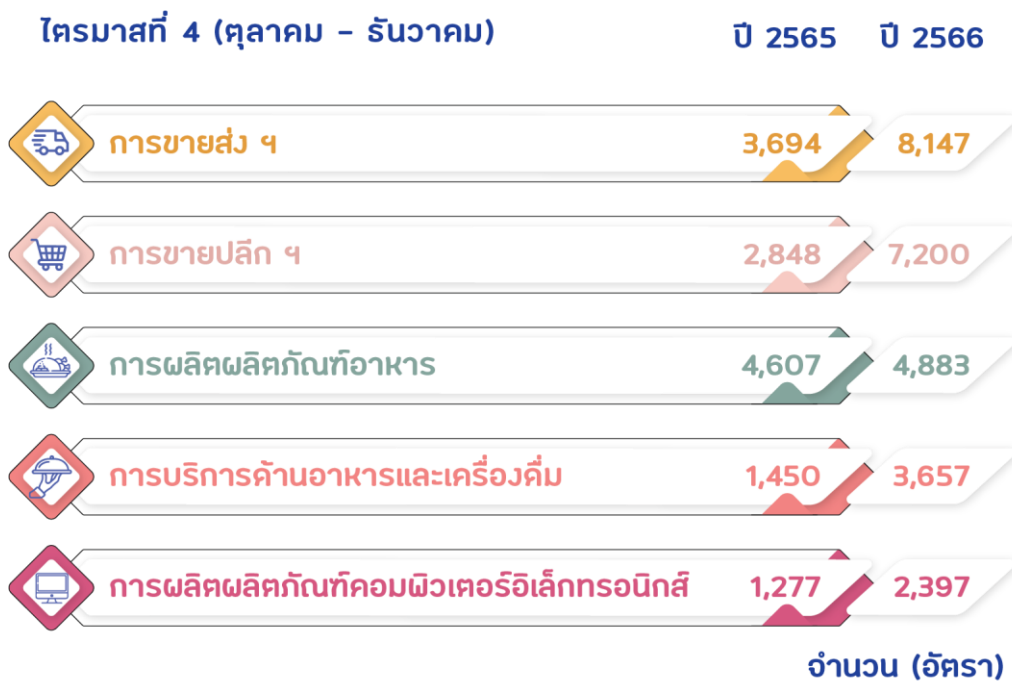 ไตรมาสที่ 4 (ตุลาคม - ธันวาคม) ปี 2565 ปี 2566
การขายส่ง ฯ 3,694 8,147
การขายปลีก ฯ 2,848 7,200
การผลิตผลิตภัณฑ์อาหาร 4,607 4,883
การบริการด้านอาหารและเครื่องดื่ม 1,450 3,657
การผลิตผลิตภัณฑ์คอมพิวเตอร์อิเล็กทรอนิกส์ 1,277 2,397
จำนวน (อัตรา)